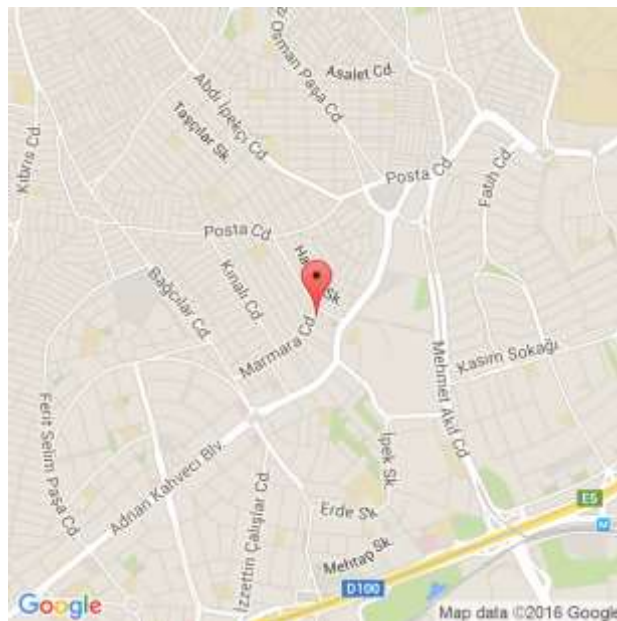 Osman Paşa Cd
Asalet Cd.
Abdi İpekçi Cd
Taşçılar Sk.
Kıbrıs Cd.
Posta Cd.
Fatih Cd.
Posta Cd
Kınalı Cd.
Sk
Bağcılar Cd.
Marmara Cd
Mehmet Akif Cd
Kasım Sokağı
Ferit Selim Paşa Cd.
Adnan Kahveci Blv.
İpek Sk.
İzzettin Çalışlar Cd
Erde Sk
E5
Mehtap Sk.
M
D100
Google
Map data ©2016 Google